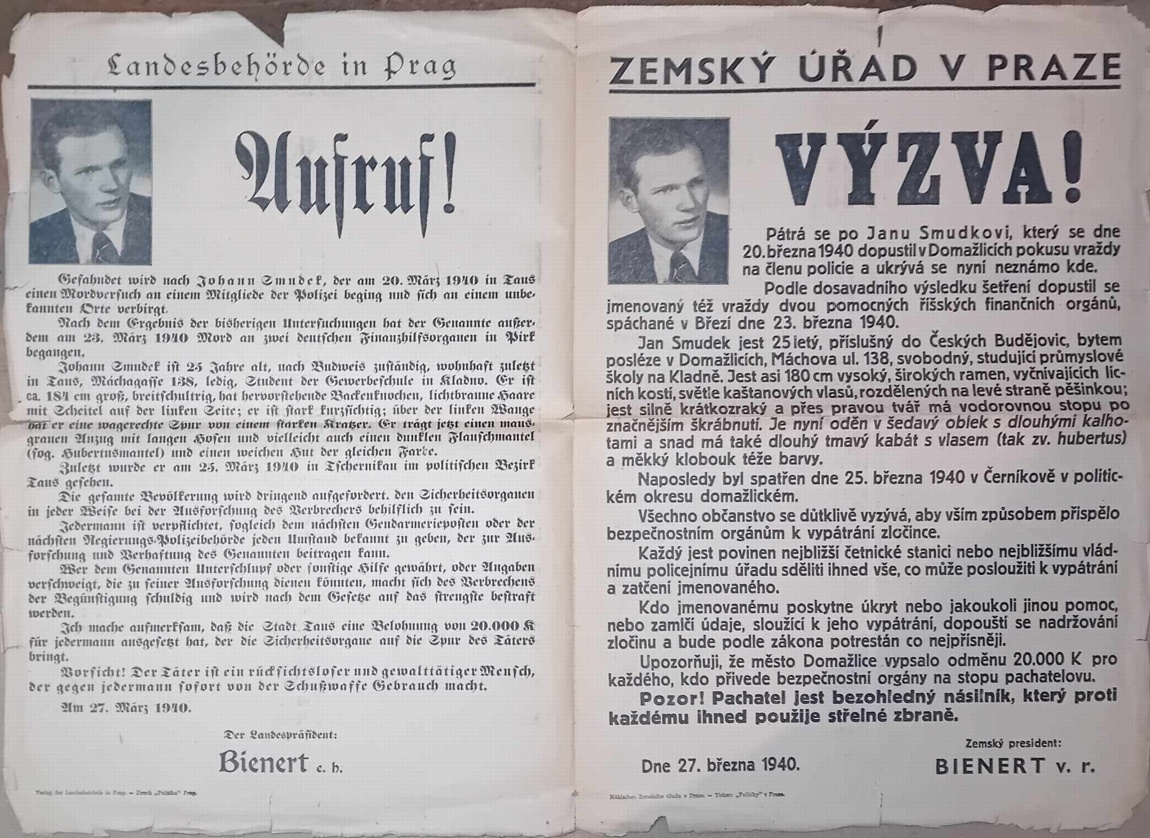 Landesbehörde in Prag
Aufruf!
Gefahndet wird nach Johann Smudek, der am 20. März 1940 in Taus
einen Mordversuch an einem Mitgliede der Polizei beging und sich an einem unbe-
kannten Orte verbirgt.
Nach dem Ergebnis der bisherigen Untersuchungen hat der Genannte außer-
dem am 23. März 1940 Mord an zwei deutschen Finanzhilfsorganen in Pirk
begangen.
Johann Smudek ist 25 Jahre alt, nach Budweis zuständig, wohnhaft zuletzt
in Taus, Máchagasse 138, ledig, Student der Gewerbeschule in Kladno. Er ist
ca. 184 cm groß, breitschultrig, hat hervorstehende Backenknochen, lichtbraune Haare
mit Scheitel auf der linken Seite; er ist stark kurzsichtig; über der linken Wange
hat er eine wagerechte Spur von einem starken Kratzer. Er trägt jetzt einen maus-
grauen Anzug mit langen Hosen und vielleicht auch einen dunklen Flauschmantel
(sog. Hubertusmantel) und einen weichen Hut der gleichen Farbe.
Zuletzt wurde er am 25. März 1940 in Tschernikau im politischen Bezirk
Taus gesehen.
Die gesamte Bevölkerung wird dringend aufgefordert, den Sicherheitsorganen
in jeder Weise bei der Ausforschung des Verbrechers behilflich zu sein.
Jedermann ist verpflichtet, sogleich dem nächsten Gendarmerieposten oder der
nächsten Regierungs-Polizeibehörde jeden Umstand bekannt zu geben, der zur Aus-
forschung und Verhaftung des Genannten beitragen kann.
Wer dem Genannten Unterschlupf oder sonstige Hilfe gewährt, oder Angaben
verschweigt, die zu seiner Ausforschung dienen könnten, macht sich des Verbrechens
der Begünstigung schuldig und wird nach dem Gesetze auf das strengste bestraft
werden.
Ich mache aufmerksam, daß die Stadt Taus eine Belohnung von 20.000 K
für jedermann ausgesetzt hat, der die Sicherheitsorgane auf die Spur des Täters
bringt.
Vorsicht! Der Täter ist ein rücksichtsloser und gewalttätiger Mensch,
der gegen jedermann sofort von der Schußwaffe Gebrauch macht.
Am 27. März 1940.
Der Landespräsident:
Bienert e. h.
Verlag der Landesbehörde in Prag. — Druck „Politika" Prag.
ZEMSKÝ ÚŘAD V PRAZE
VÝZVA!
Pátrá se po Janu Smudkovi, který se dne
20. března 1940 dopustil v Domažlicích pokusu vraždy
na členu policie a ukrývá se nyní neznámo kde.
Podle dosavadního výsledku šetření dopustil se
jmenovaný též vraždy dvou pomocných říšských finančních orgánů,
spáchané v Březí dne 23. března 1940.
Jan Smudek jest 25 letý, příslušný do Českých Budějovic, bytem
posléze v Domažlicích, Máchova ul. 138, svobodný, studující průmyslové
školy na Kladně. Jest asi 180 cm vysoký, širokých ramen, vyčnívajících líc-
ních kostí, světle kaštanových vlasů, rozdělených na levé straně pěšinkou;
jest silně krátkozraký a přes pravou tvář má vodorovnou stopu po
značnějším škrábnutí. Je nyní oděn v šedavý oblek s dlouhými kalho-
tami a snad má také dlouhý tmavý kabát s vlasem (tak zv. hubertus)
a měkký klobouk téže barvy.
Naposledy byl spatřen dne 25. března 1940 v Černíkově v politic-
kém okresu domažlickém.
Všechno občanstvo se důtklivě vyzývá, aby vším způsobem přispělo
bezpečnostním orgánům k vypátrání zločince.
Každý jest povinen nejbližší četnické stanici nebo nejbližšímu vlád-
nímu policejnímu úřadu sděliti ihned vše, co může posloužiti k vypátrání
a zatčení jmenovaného.
Kdo jmenovanému poskytne úkryt nebo jakoukoli jinou pomoc,
nebo zamlčí údaje, sloužící k jeho vypátrání, dopouští se nadržování
zločinu a bude podle zákona potrestán co nejpřísněji.
Upozorňuji, že město Domažlice vypsalo odměnu 20.000 K pro
každého, kdo přivede bezpečnostní orgány na stopu pachatelovu.
Pozor! Pachatel jest bezohledný násilník, který proti
každému ihned použije střelné zbraně.
Dne 27. března 1940.
Zemský president:
BIENERT v. r.
Nákladem Zemského úřadu v Praze. — Tiskem „Politiky" v Praze.